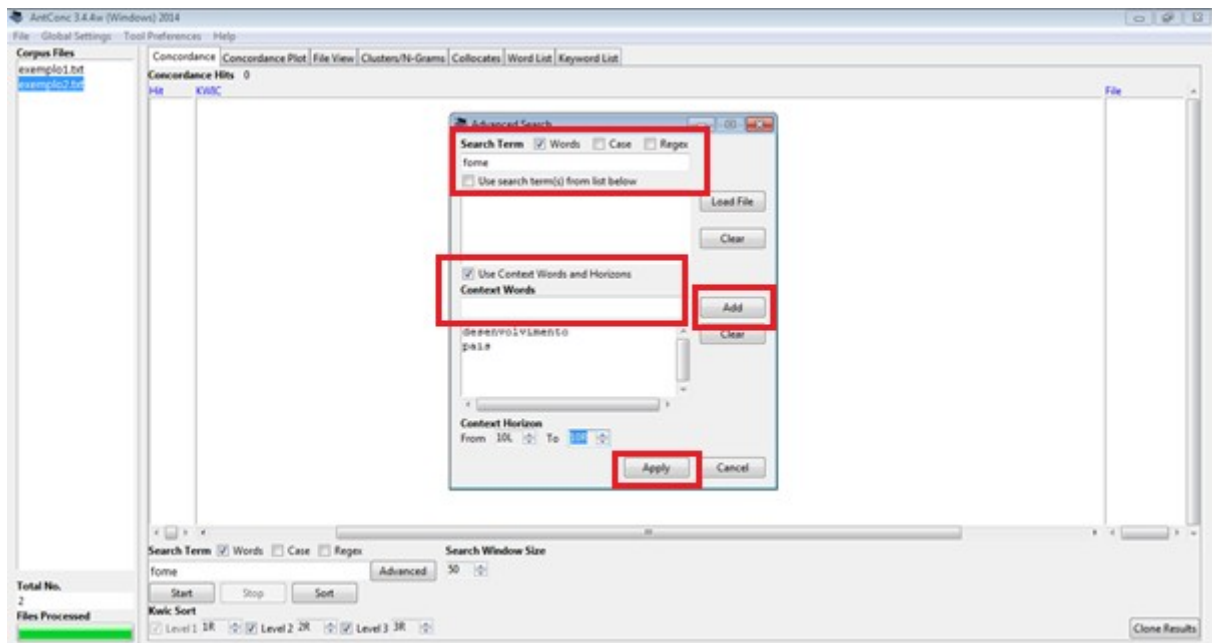 AntConc 3.4.4w (Windows) 2014
File Global Settings Tool Preferences Help
Corpus Files
exemplo1.txt
exemplo2.txt
Concordance Concordance Plot File View Clusters/N-Grams Collocates Word List Keyword List
Concordance Hits 0
Hit KWIC File
Advanced Search
Search Term Words Case Regex
fome
Use search term(s) from list below
Load File
Clear
Use Context Words and Horizons
Context Words
Add
desenvolvimento
Clear
pais
Context Horizon
From 10L To 10R
Apply Cancel
Search Term Words Case Regex Search Window Size
fome Advanced 50
Start Stop Sort
Kwic Sort
Level 1 1R Level 2 2R Level 3 3R
Total No.
2
Files Processed
Clone Results